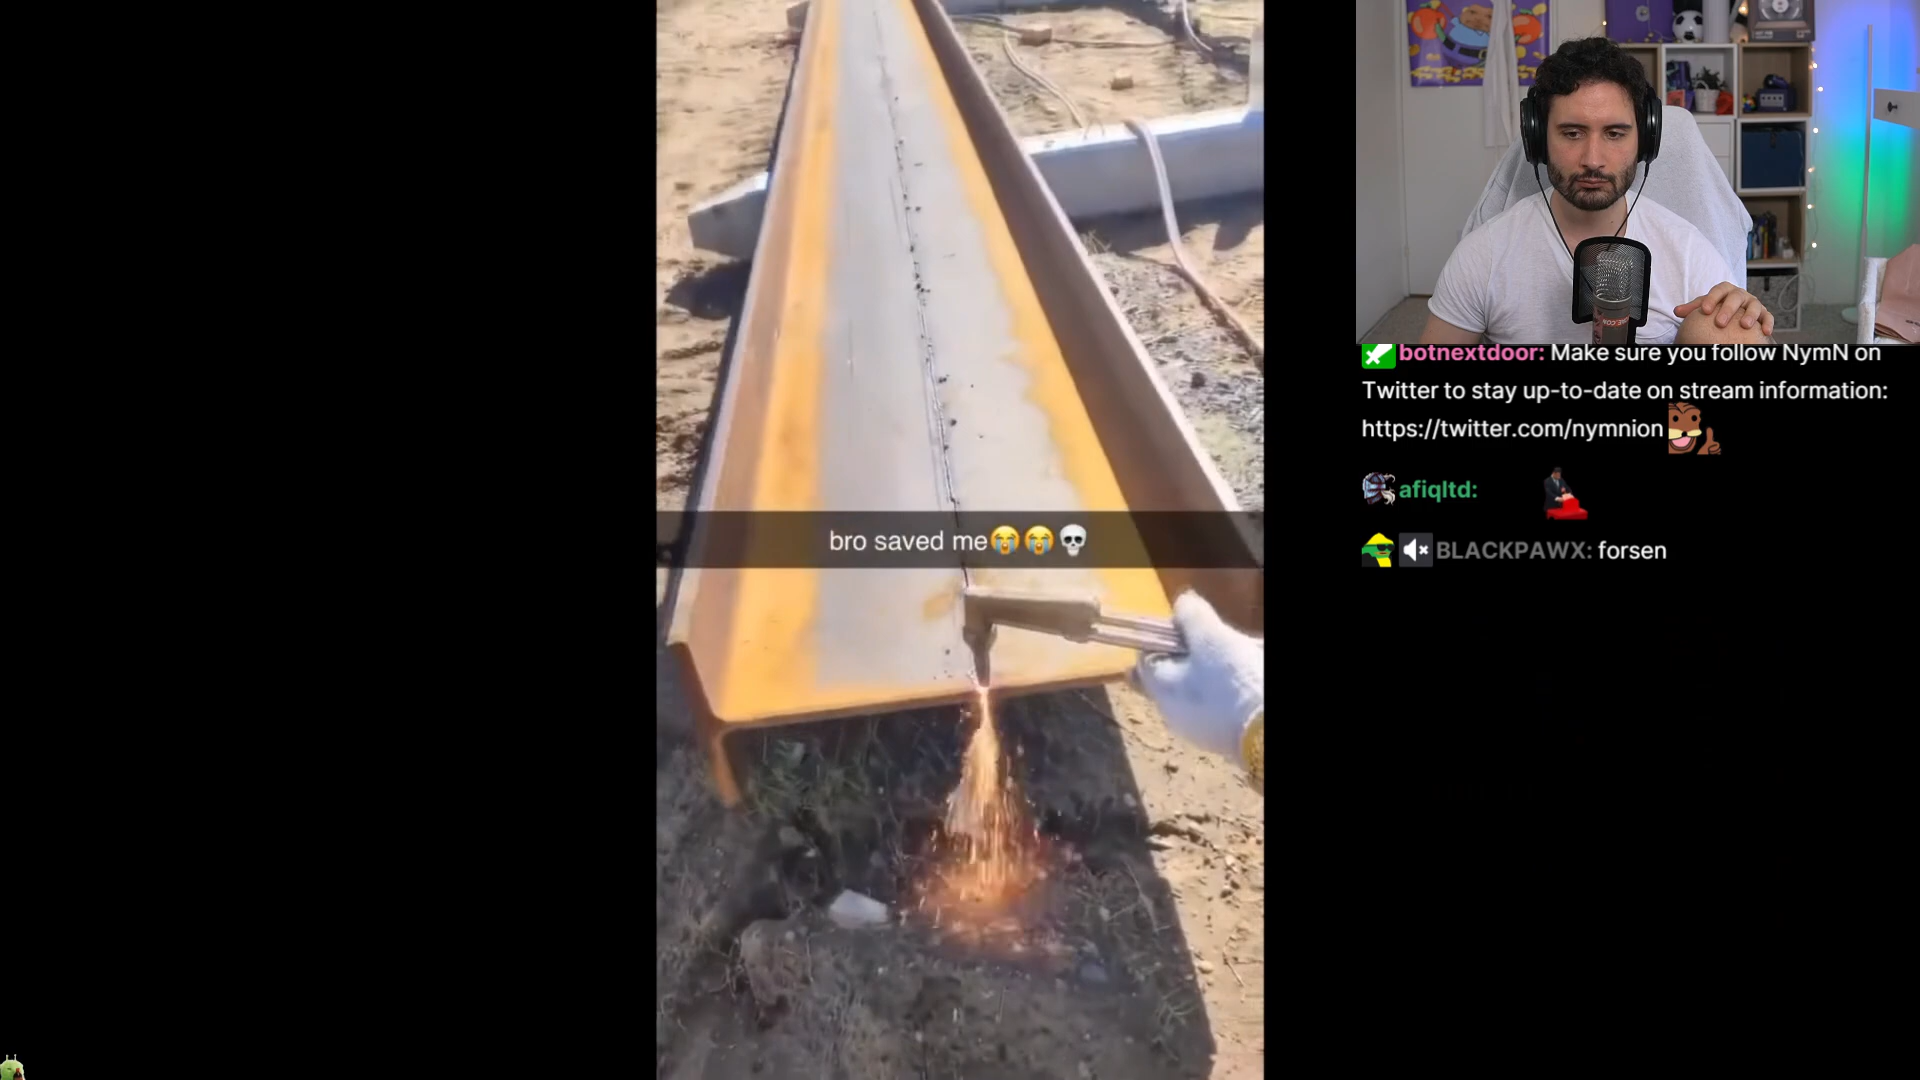 bro saved me😭😭💀
botnextdoor: Make sure you follow NymN on
Twitter to stay up-to-date on stream information:
https://twitter.com/nymnion
afiqltd:
BLACKPAWX: forsen